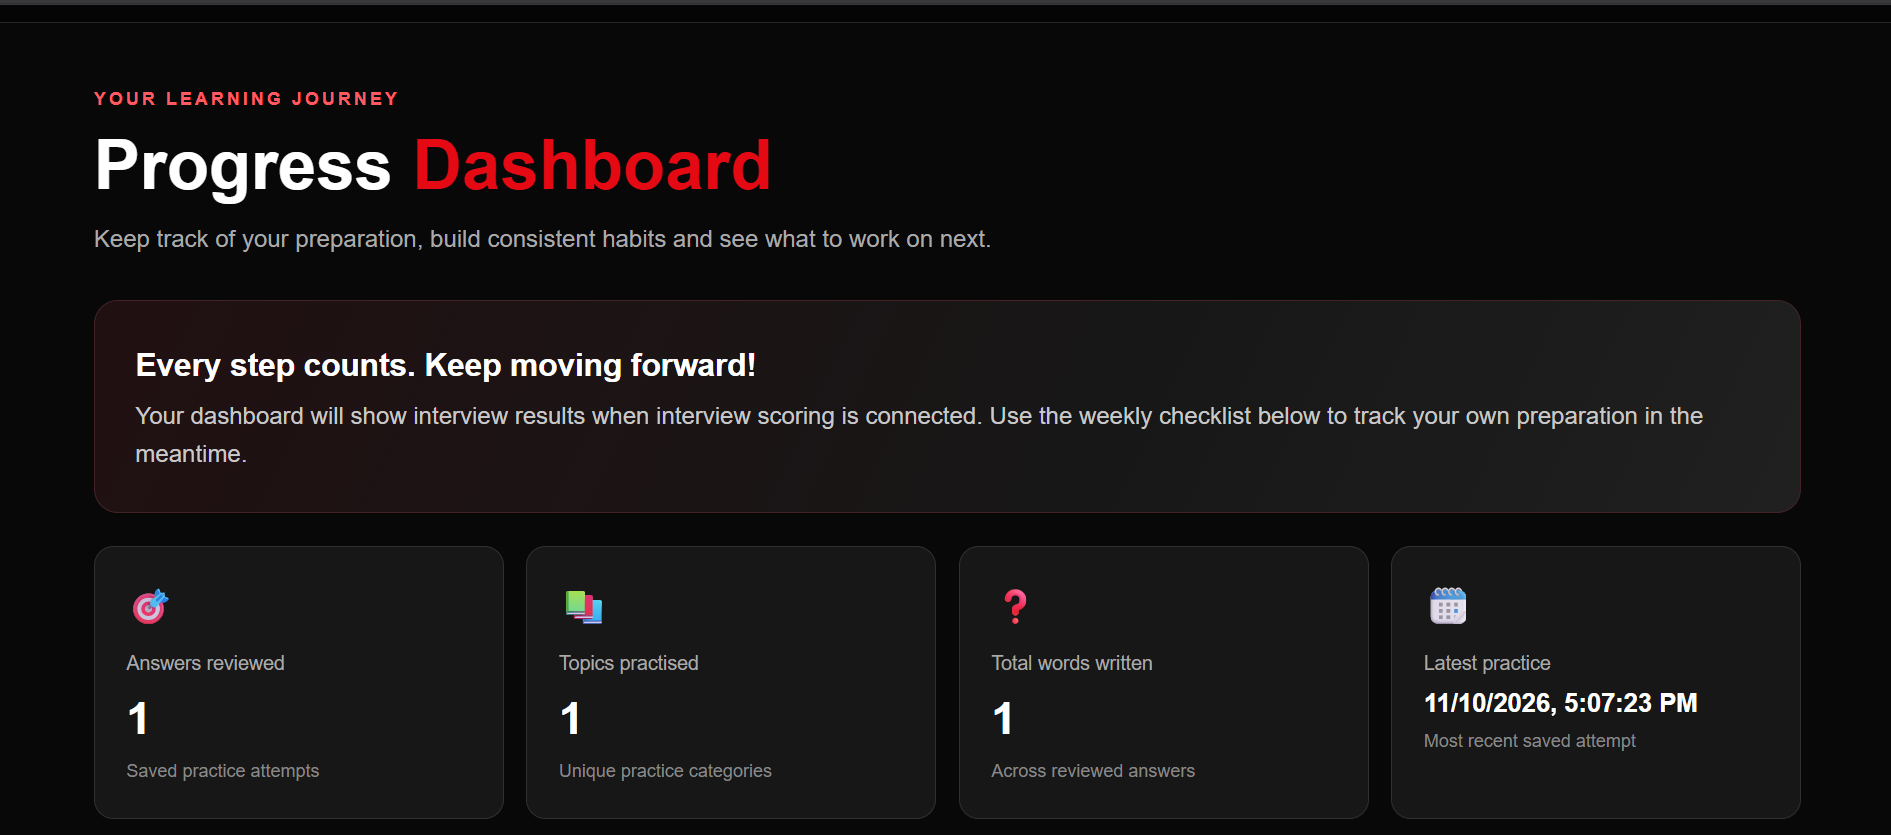 YOUR LEARNING JOURNEY
Progress Dashboard
Keep track of your preparation, build consistent habits and see what to work on next.
Every step counts. Keep moving forward!
Your dashboard will show interview results when interview scoring is connected. Use the weekly checklist below to track your own preparation in the
meantime.
Answers reviewed
1
Saved practice attempts
Topics practised
1
Unique practice categories
Total words written
1
Across reviewed answers
Latest practice
11/10/2026, 5:07:23 PM
Most recent saved attempt